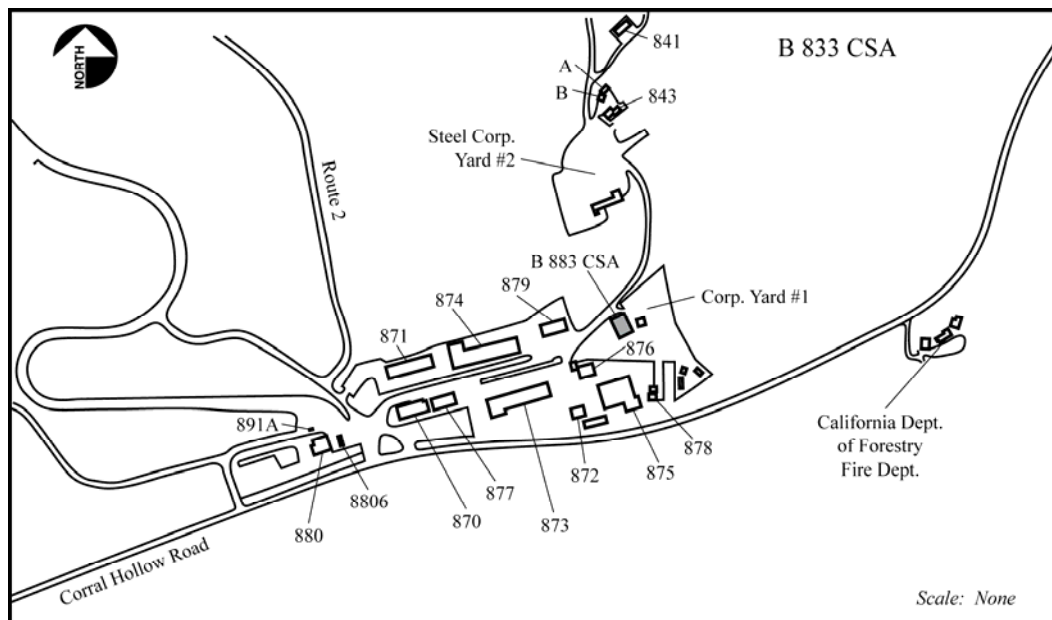 NORTH
841
B 833 CSA
A
B
843
Steel Corp.
Yard #2
Route 2
B 883 CSA
879
Corp. Yard #1
874
871
876
891A
California Dept.
of Forestry
Fire Dept.
878
872
875
877
8806
870
873
880
Corral Hollow Road
Scale: None